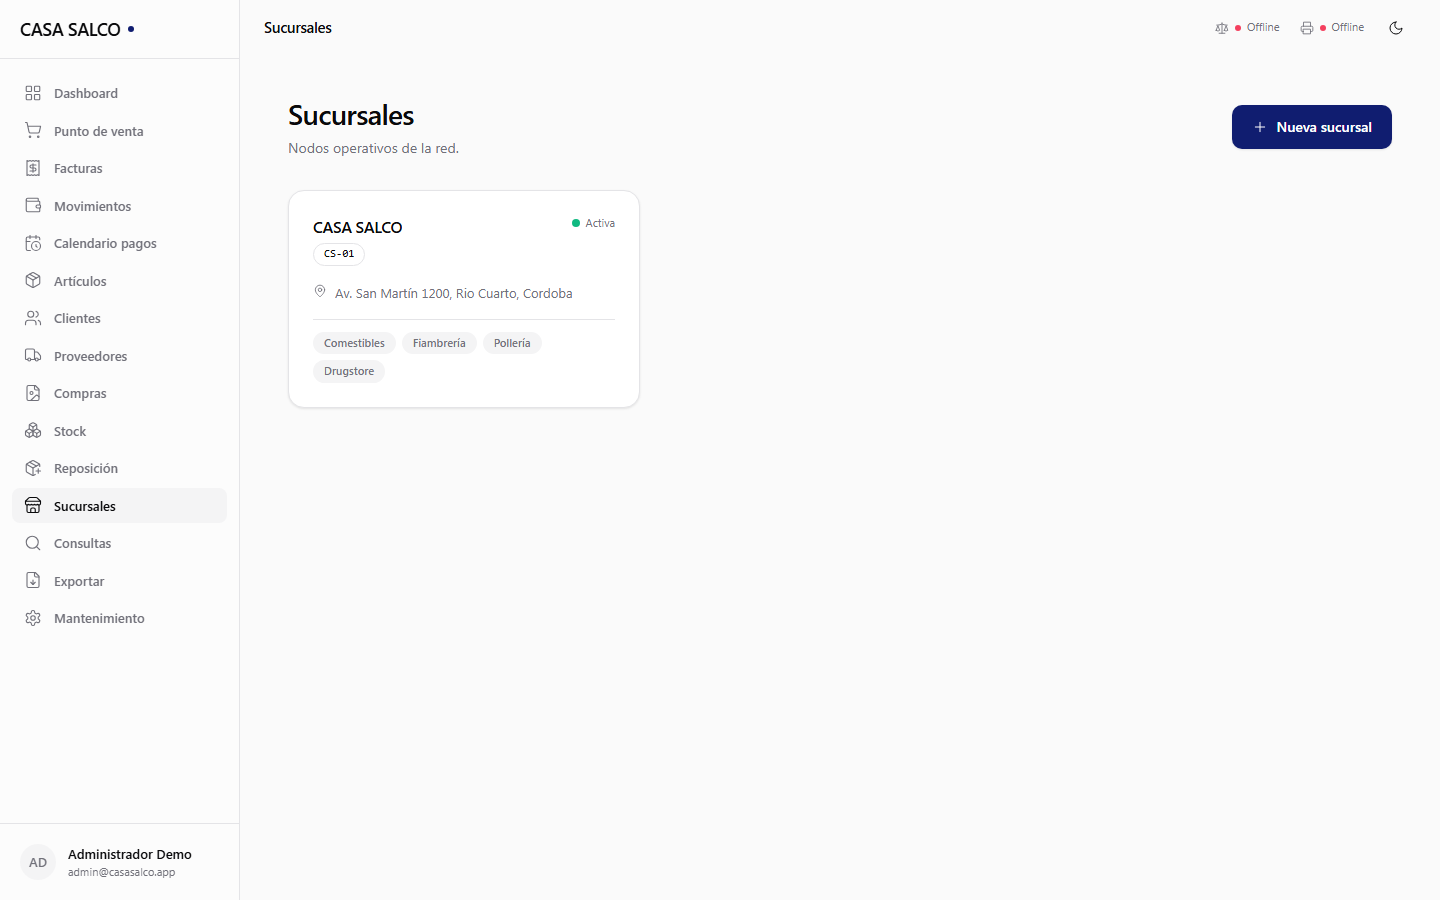 CASA SALCO
Dashboard
Punto de venta
Facturas
Movimientos
Calendario pagos
Artículos
Clientes
Proveedores
Compras
Stock
Reposición
Sucursales
Consultas
Exportar
Mantenimiento
AD
Administrador Demo
admin@casasalco.app
Sucursales
Offline
Offline
Sucursales
Nodos operativos de la red.
+ Nueva sucursal
CASA SALCO
Activa
CS-01
Av. San Martín 1200, Rio Cuarto, Cordoba
Comestibles Fiambrería Pollería
Drugstore